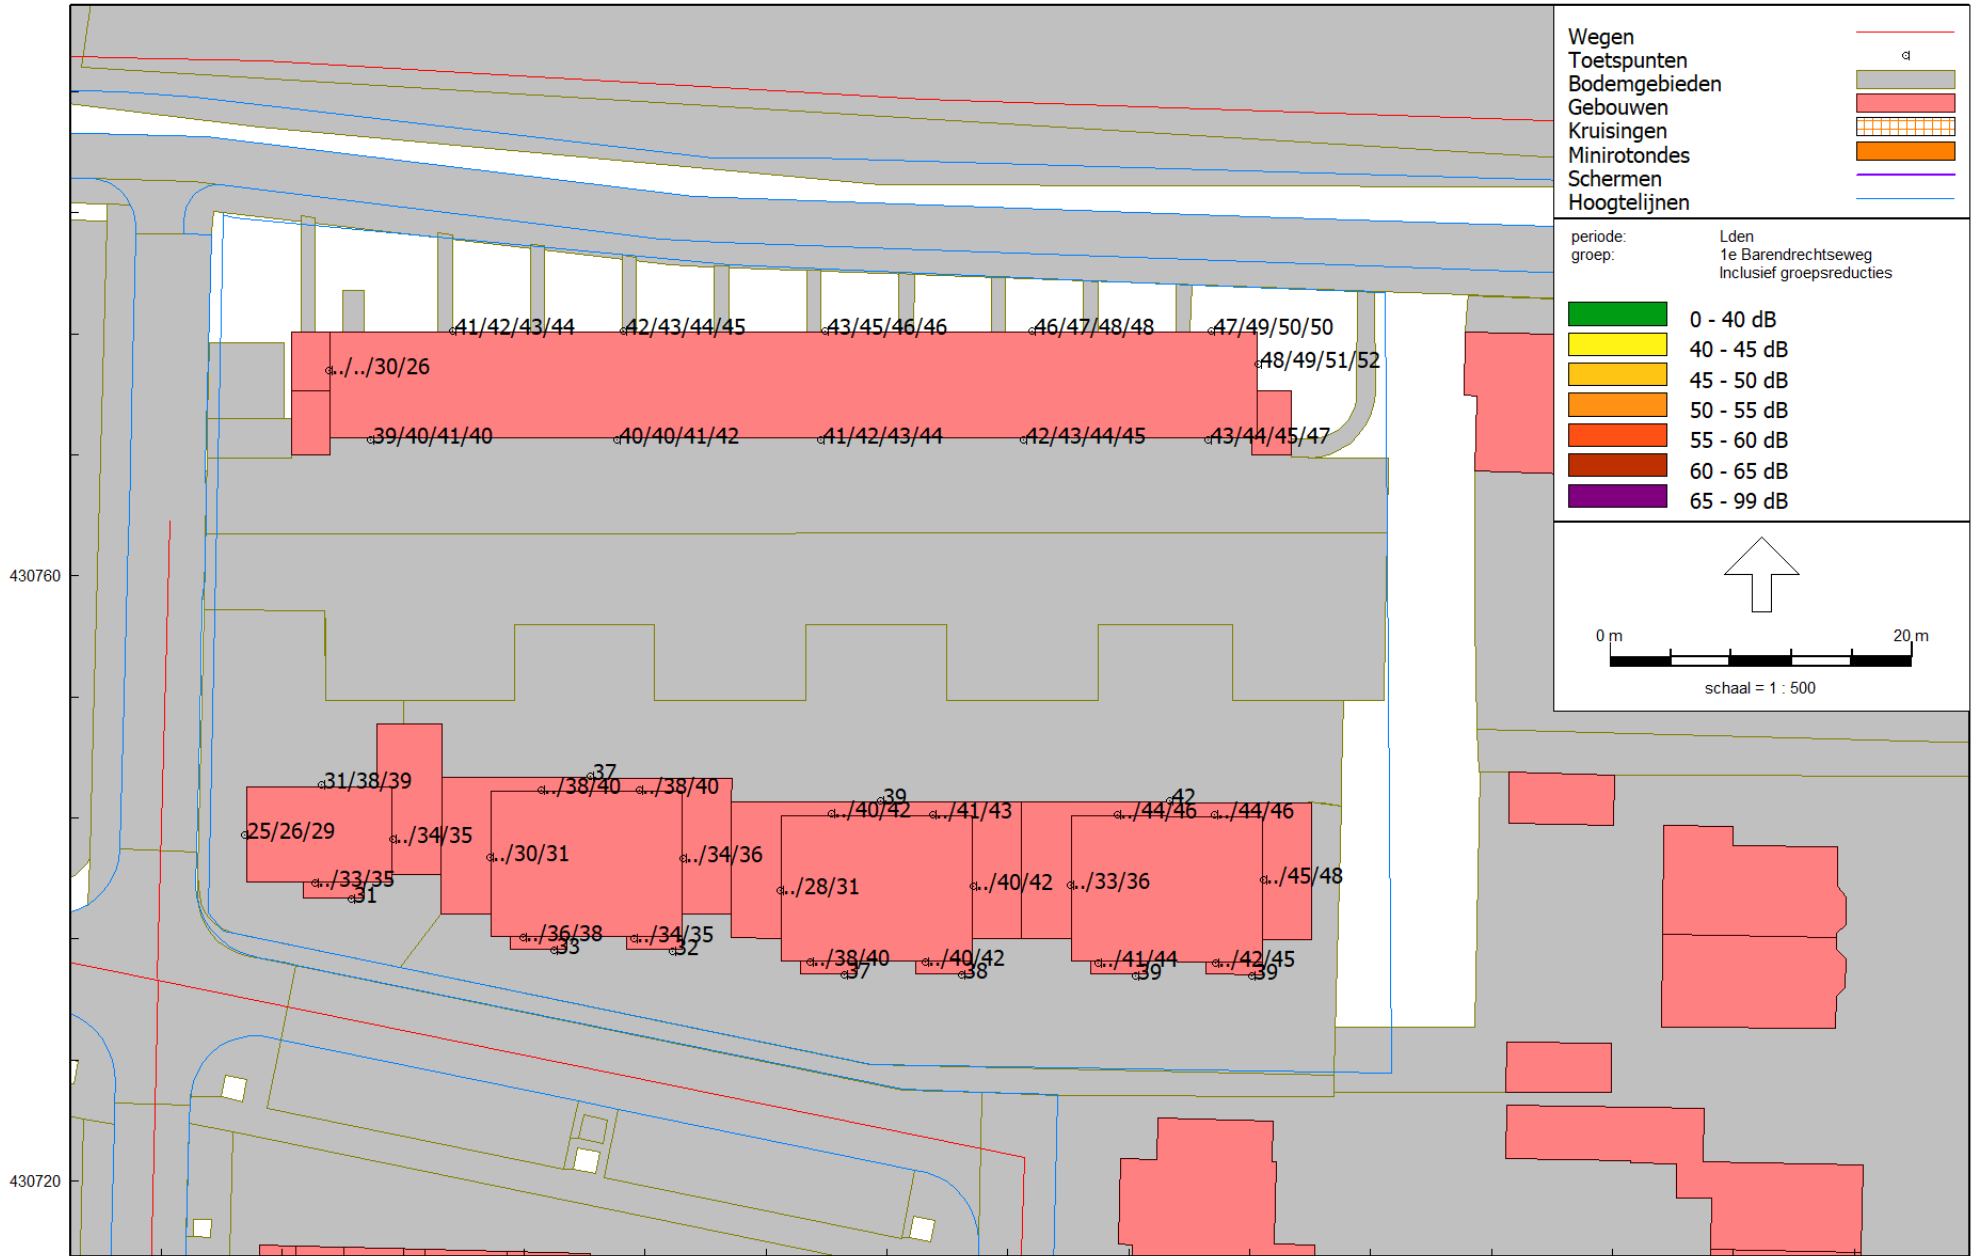 Wegen
Toetspunten
Bodemgebieden
Gebouwen
Kruisingen
Minirotondes
Schermen
Hoogtelijnen
periode: Lden
groep: 1e Barendrechtseweg
Inclusief groepsreducties
0 - 40 dB
40 - 45 dB
45 - 50 dB
50 - 55 dB
55 - 60 dB
60 - 65 dB
65 - 99 dB
0 m 20 m
schaal = 1 : 500
41/42/43/44
42/43/44/45
43/45/46/46
46/47/48/48
47/49/50/50
../../30/26
48/49/51/52
39/40/41/40
40/40/41/42
41/42/43/44
42/43/44/45
43/44/45/47
430760
31/38/39
37
../38/40
../38/40
39
../40/42
../41/43
42
../44/46
../44/46
25/26/29
../34/35
../30/31
../34/36
../28/31
../40/42
../33/36
../45/48
../33/35
31
../36/38
33
../34/35
32
../38/40
37
../40/42
38
../41/44
39
../42/45
39
430720